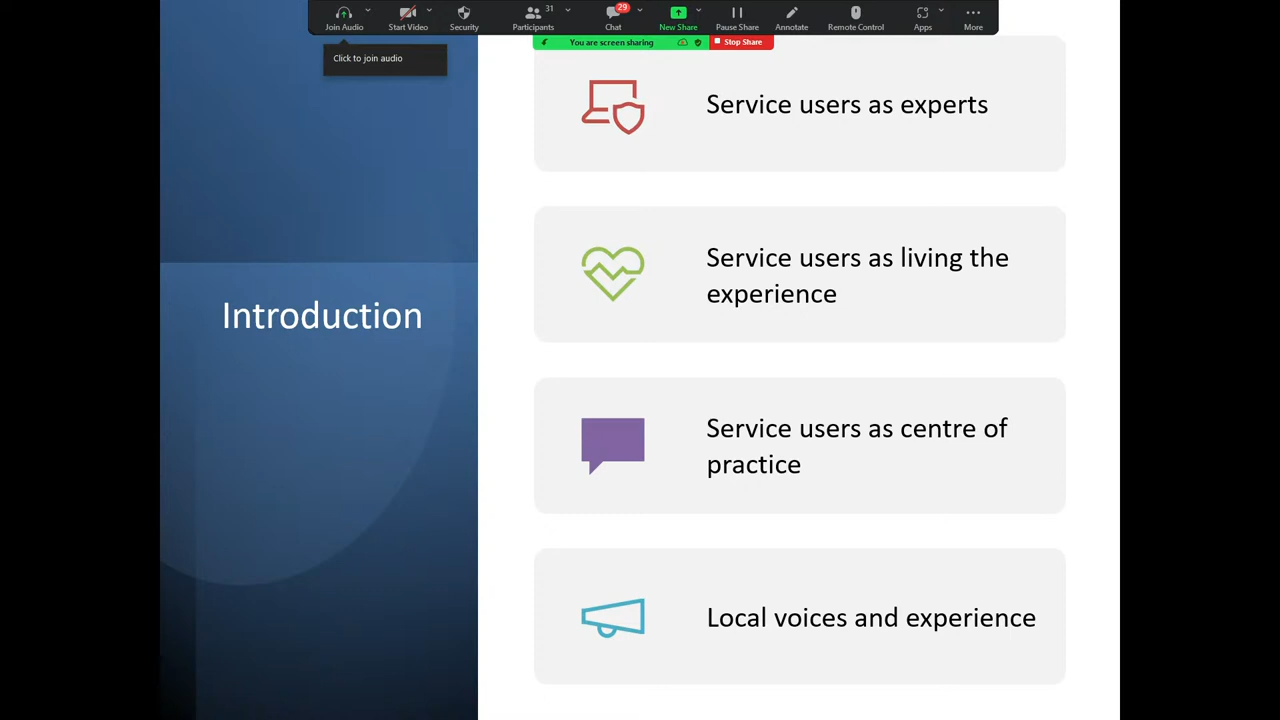 Join Audio
Start Video
Security
Participants
31
Chat
29
New Share
Pause Share
Annotate
Remote Control
Apps
More
You are screen sharing
Stop Share
Click to join audio
Introduction
Service users as experts
Service users as living the
experience
Service users as centre of
practice
Local voices and experience